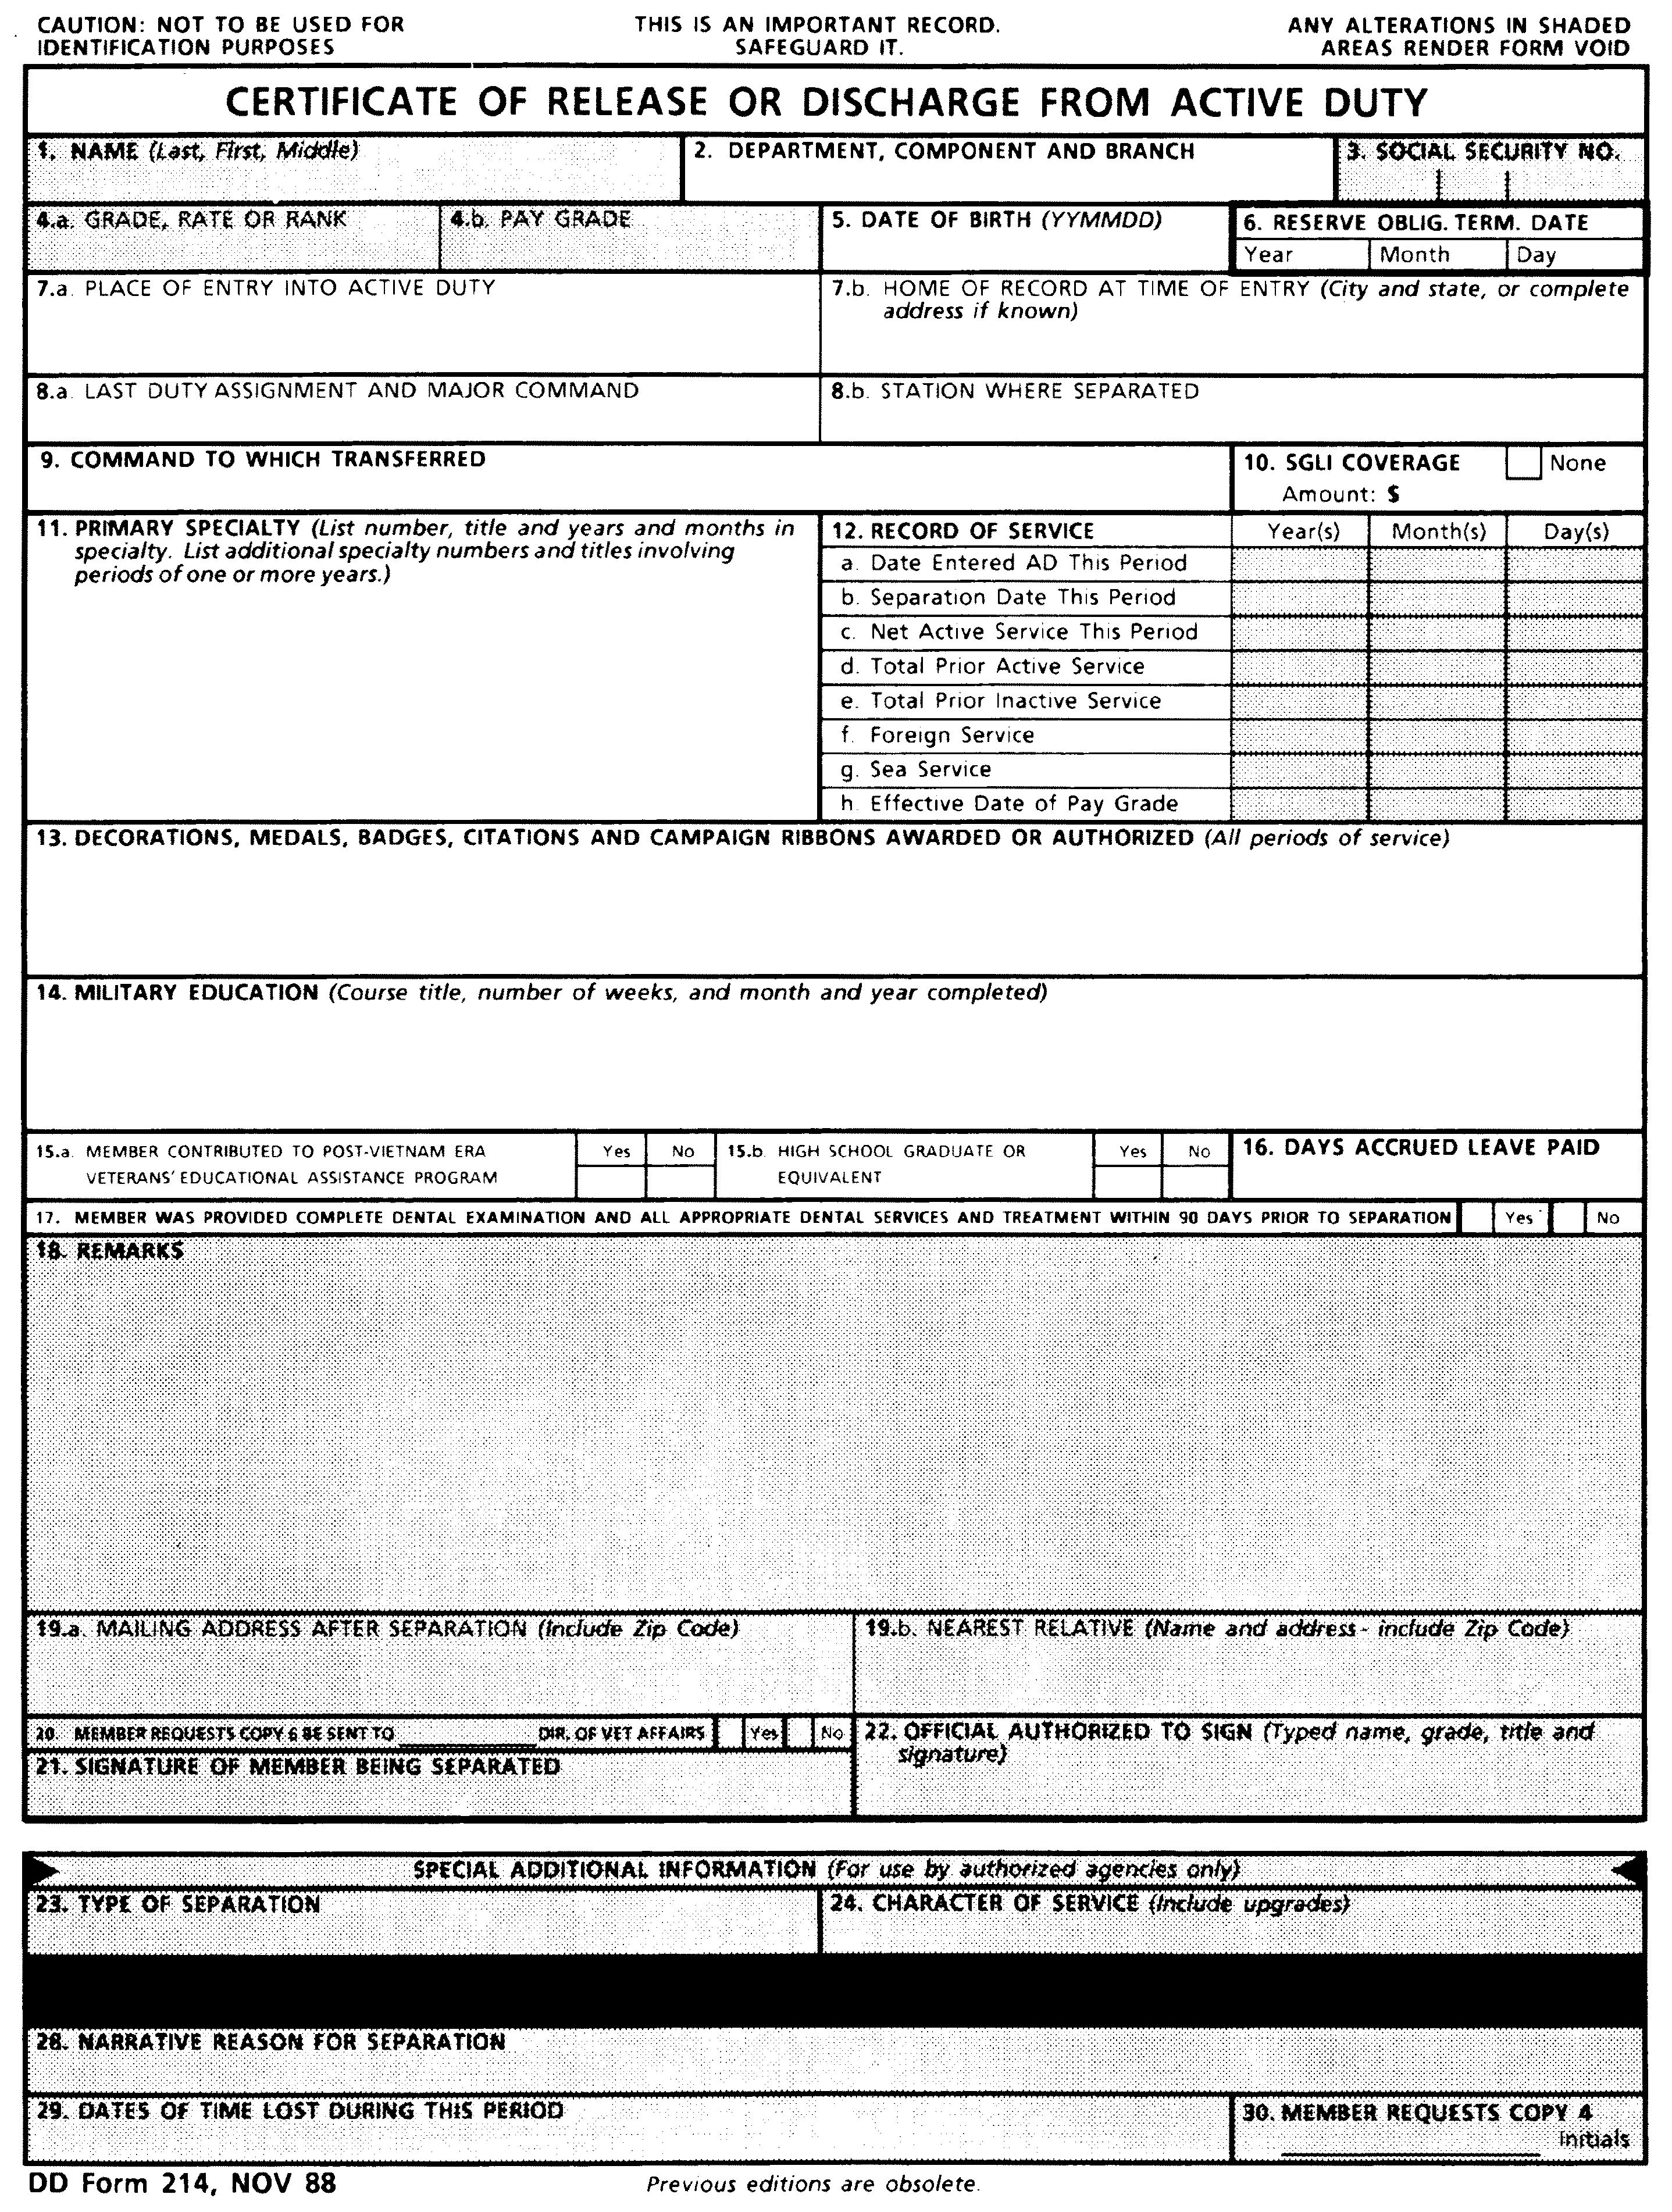 CAUTION: NOT TO BE USED FOR
IDENTIFICATION PURPOSES
THIS IS AN IMPORTANT RECORD.
SAFEGUARD IT.
ANY ALTERATIONS IN SHADED
AREAS RENDER FORM VOID
CERTIFICATE OF RELEASE OR DISCHARGE FROM ACTIVE DUTY
1. NAME (Last, First, Middle)
2. DEPARTMENT, COMPONENT AND BRANCH
3. SOCIAL SECURITY NO.
4.a. GRADE, RATE OR RANK
4.b. PAY GRADE
5. DATE OF BIRTH (YYMMDD)
6. RESERVE OBLIG. TERM. DATE
Year Month Day
7.a. PLACE OF ENTRY INTO ACTIVE DUTY
7.b. HOME OF RECORD AT TIME OF ENTRY (City and state, or complete
address if known)
8.a. LAST DUTY ASSIGNMENT AND MAJOR COMMAND
8.b. STATION WHERE SEPARATED
9. COMMAND TO WHICH TRANSFERRED
10. SGLI COVERAGE None
Amount: $
11. PRIMARY SPECIALTY (List number, title and years and months in
specialty. List additional specialty numbers and titles involving
periods of one or more years.)
12. RECORD OF SERVICE Year(s) Month(s) Day(s)
a. Date Entered AD This Period
b. Separation Date This Period
c. Net Active Service This Period
d. Total Prior Active Service
e. Total Prior Inactive Service
f. Foreign Service
g. Sea Service
h. Effective Date of Pay Grade
13. DECORATIONS, MEDALS, BADGES, CITATIONS AND CAMPAIGN RIBBONS AWARDED OR AUTHORIZED (All periods of service)
14. MILITARY EDUCATION (Course title, number of weeks, and month and year completed)
15.a. MEMBER CONTRIBUTED TO POST-VIETNAM ERA
VETERANS' EDUCATIONAL ASSISTANCE PROGRAM
Yes No
15.b. HIGH SCHOOL GRADUATE OR
EQUIVALENT
Yes No
16. DAYS ACCRUED LEAVE PAID
17. MEMBER WAS PROVIDED COMPLETE DENTAL EXAMINATION AND ALL APPROPRIATE DENTAL SERVICES AND TREATMENT WITHIN 90 DAYS PRIOR TO SEPARATION Yes No
18. REMARKS
19.a. MAILING ADDRESS AFTER SEPARATION (Include Zip Code)
19.b. NEAREST RELATIVE (Name and address - include Zip Code)
20. MEMBER REQUESTS COPY 6 BE SENT TO DIR. OF VET AFFAIRS Yes No
21. SIGNATURE OF MEMBER BEING SEPARATED
22. OFFICIAL AUTHORIZED TO SIGN (Typed name, grade, title and
signature)
SPECIAL ADDITIONAL INFORMATION (For use by authorized agencies only)
23. TYPE OF SEPARATION
24. CHARACTER OF SERVICE (Include upgrades)
28. NARRATIVE REASON FOR SEPARATION
29. DATES OF TIME LOST DURING THIS PERIOD
30. MEMBER REQUESTS COPY 4
Initials
DD Form 214, NOV 88
Previous editions are obsolete.